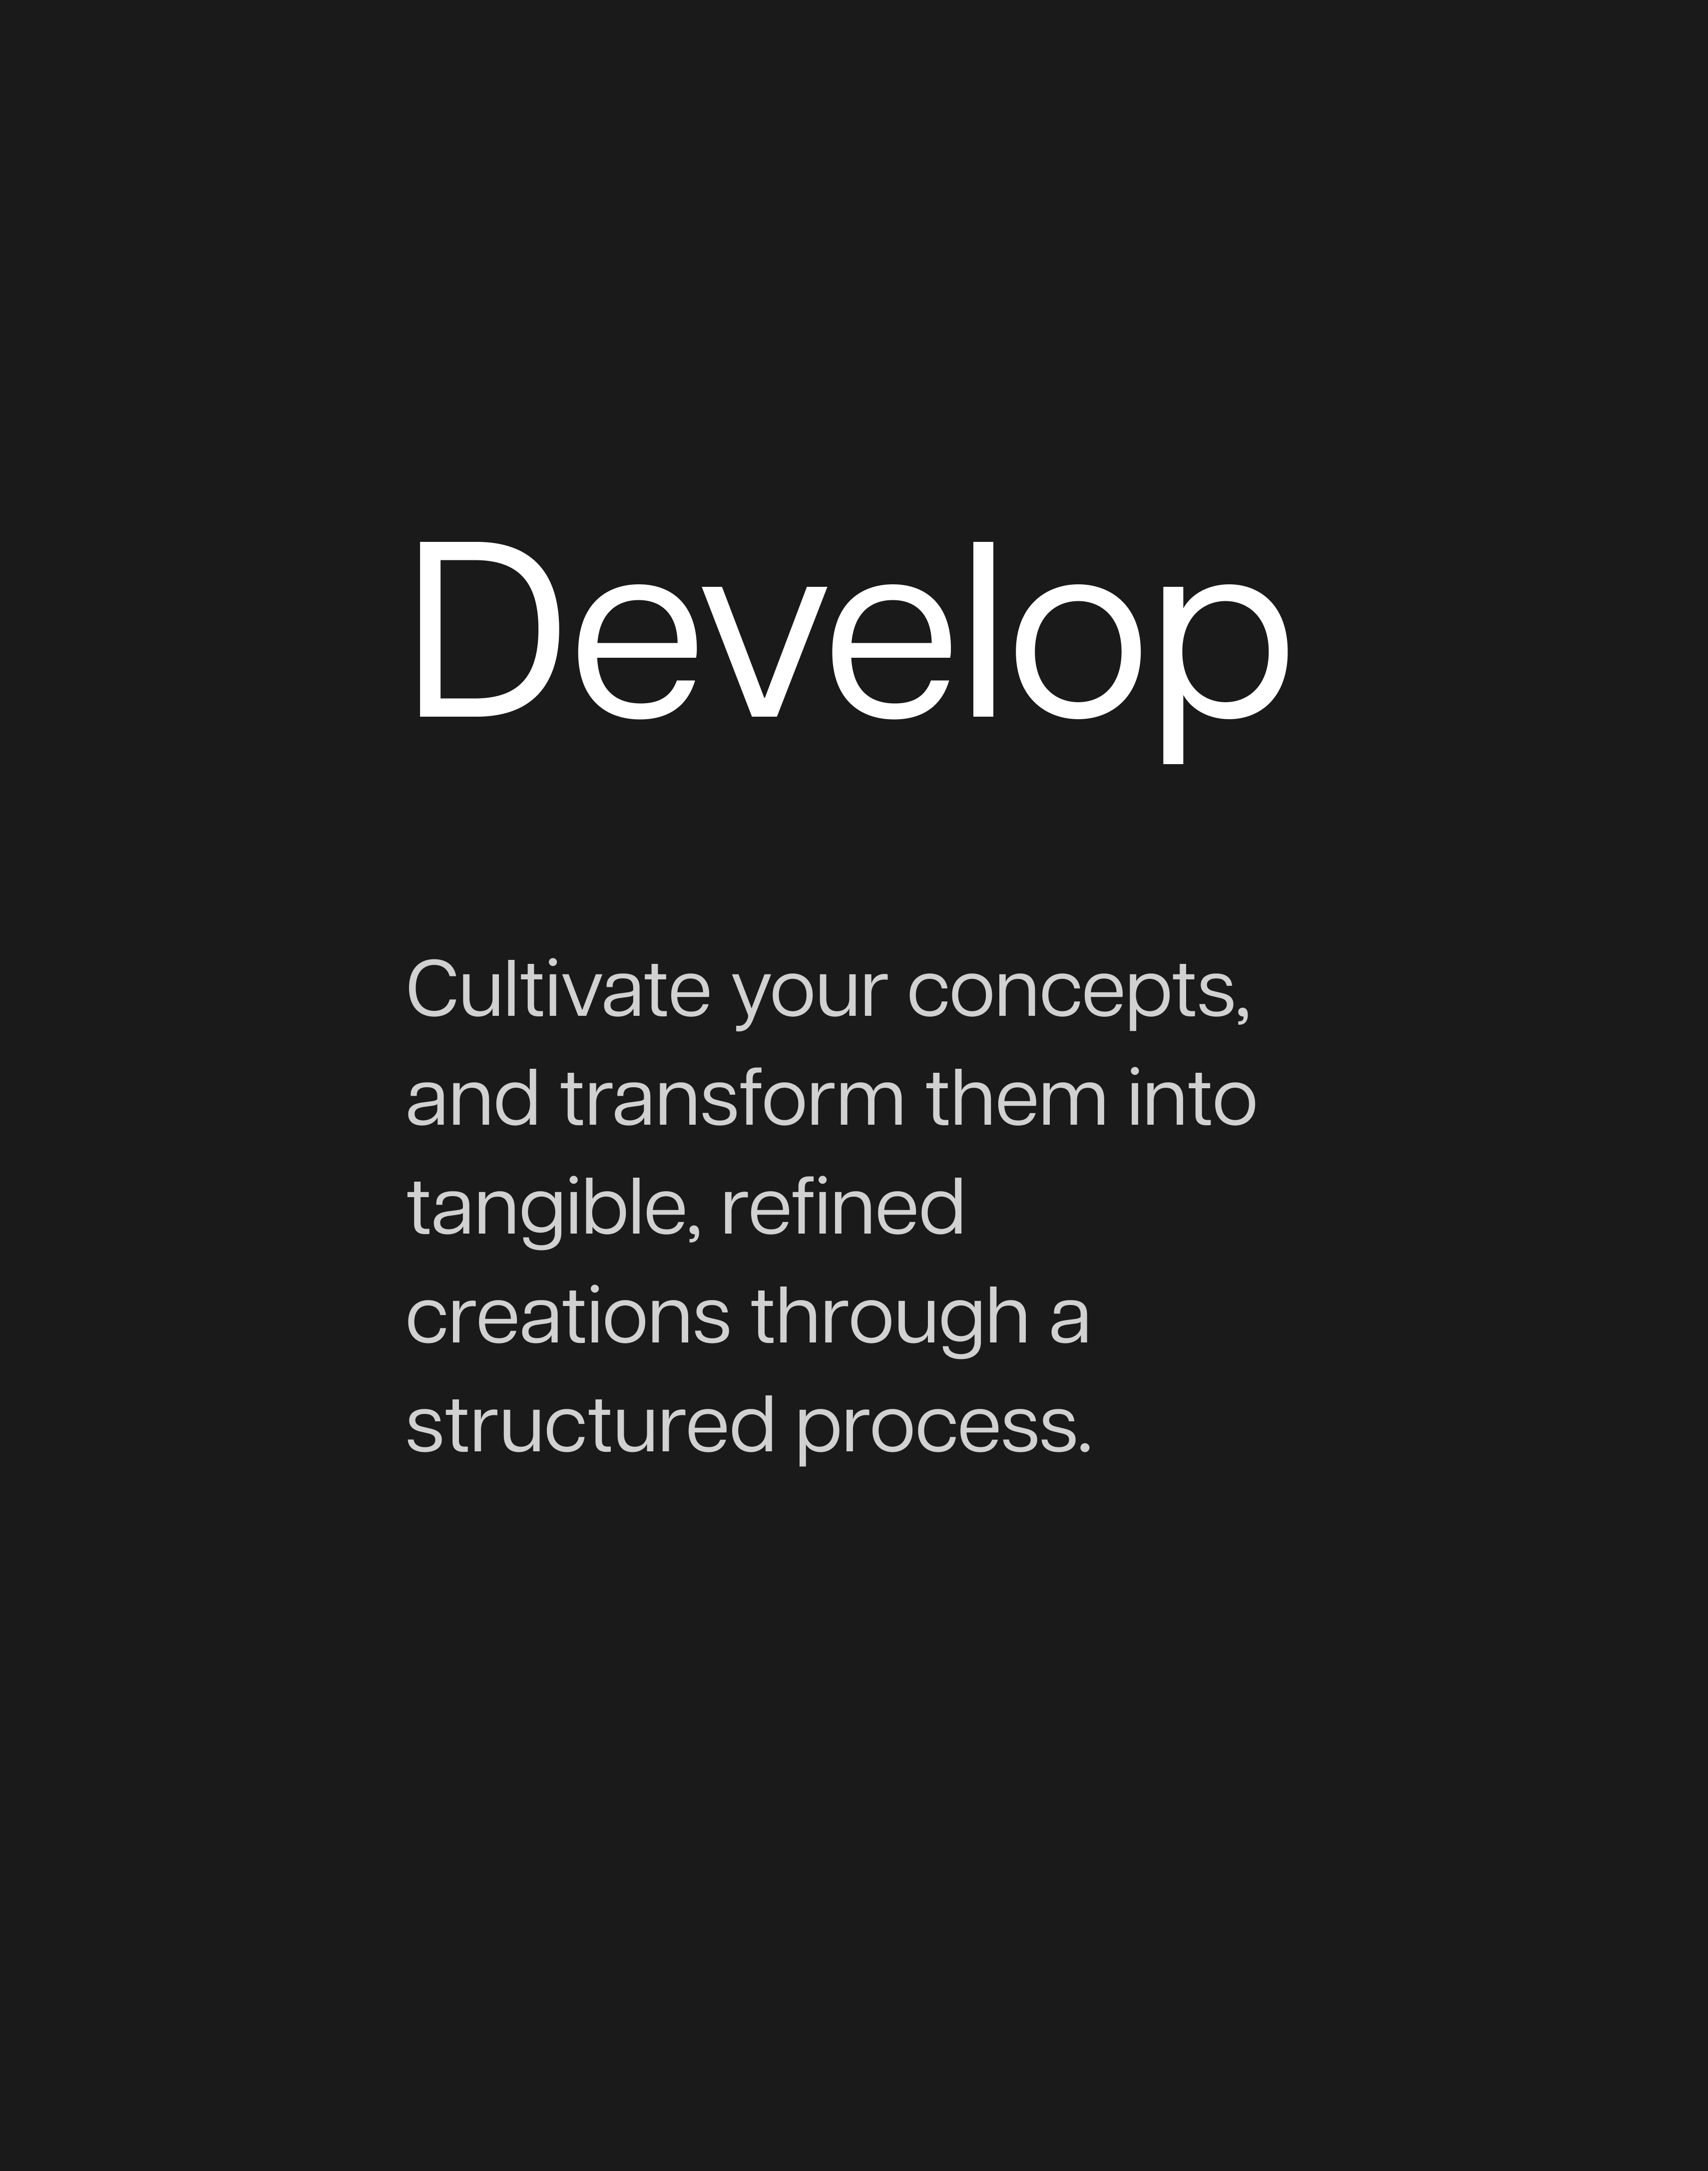 Develop
Cultivate your concepts,
and transform them into
tangible, refined
creations through a
structured process.